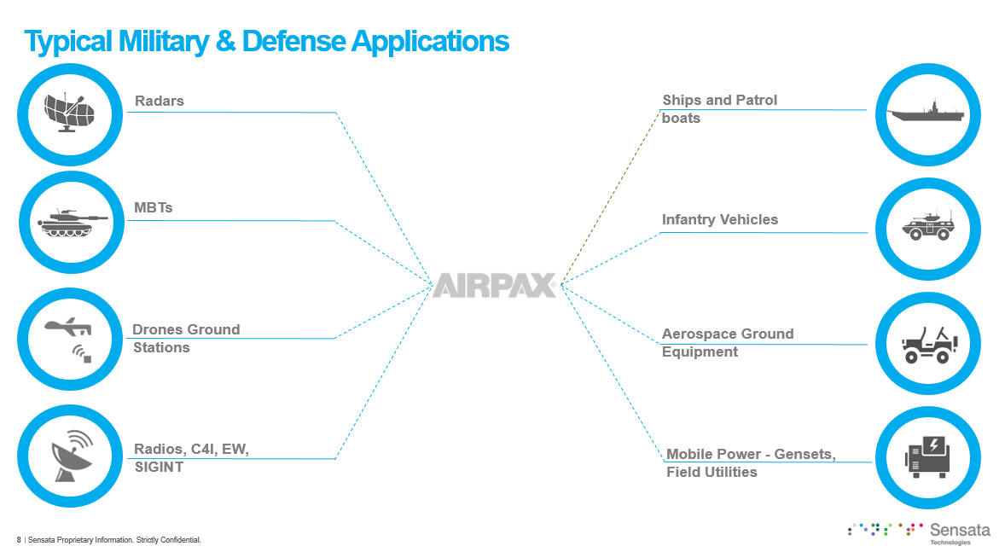 Typical Military & Defense Applications
Radars
MBTs
Drones Ground
Stations
Radios, C4I, EW,
SIGINT
AIRPAX
Ships and Patrol
boats
Infantry Vehicles
Aerospace Ground
Equipment
Mobile Power - Gensets,
Field Utilities
8 | Sensata Proprietary Information. Strictly Confidential.
Sensata
Technologies